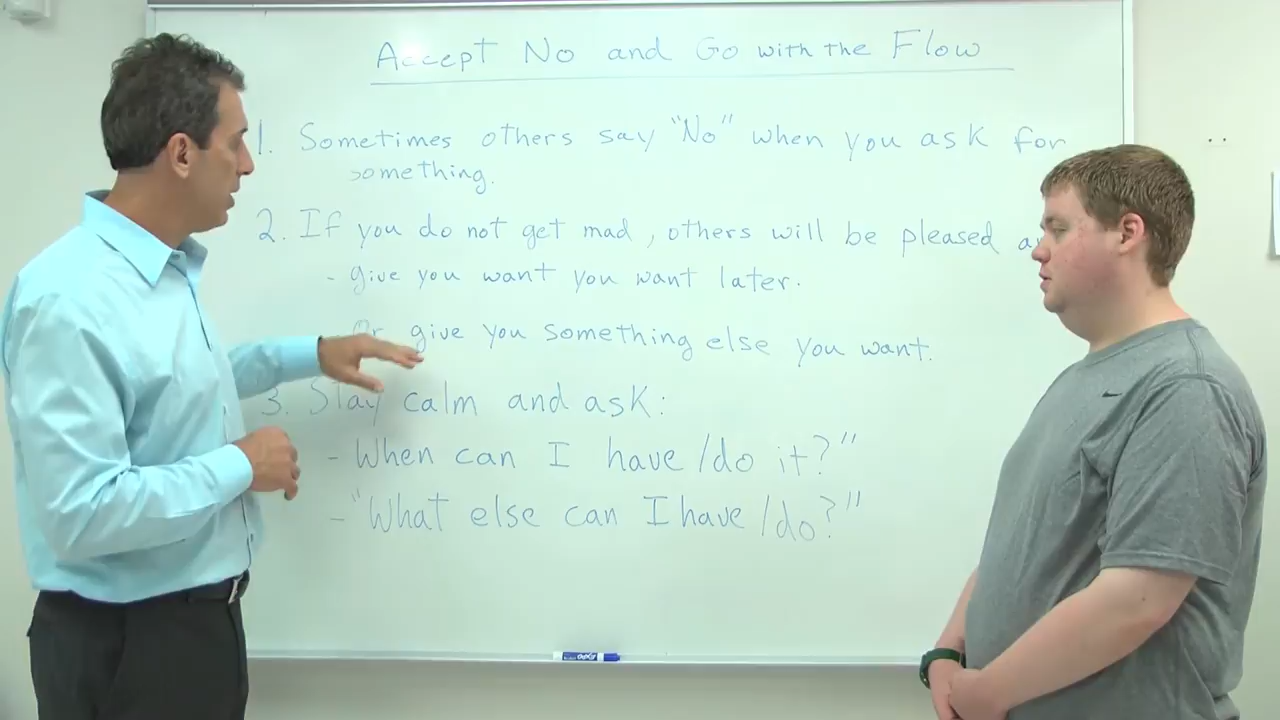 Accept No and Go with the Flow
1. Sometimes others say "No" when you ask for
something.
2. If you do not get mad, others will be pleased
- give you want you want later.
Or give you something else you want.
3. Stay calm and ask:
- When can I have/do it?"
- "What else can I have/do?"